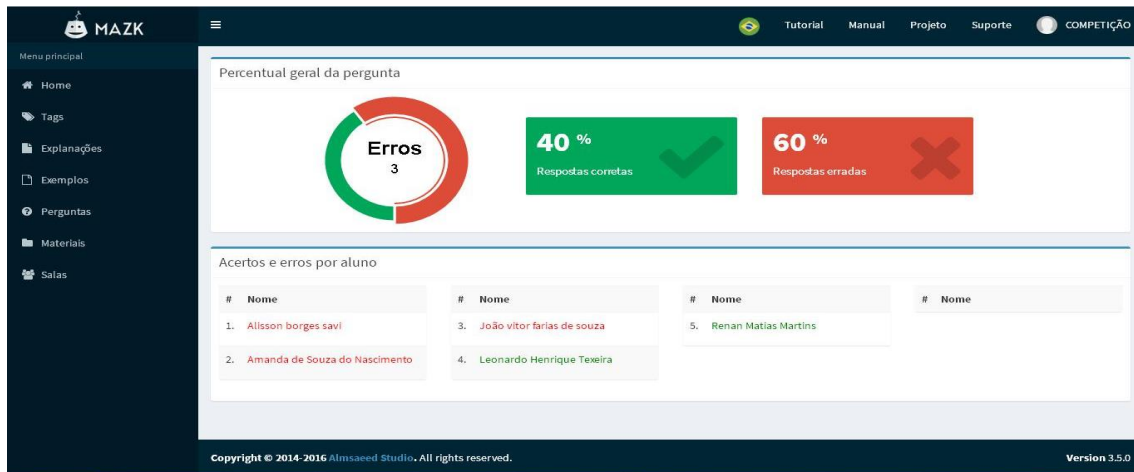 MAZK
Tutorial Manual Projeto Suporte COMPETIÇÃO
Menu principal
Home
Tags
Explanações
Exemplos
Perguntas
Materiais
Salas
Percentual geral da pergunta
Erros
3
40 %
Respostas corretas
60 %
Respostas erradas
Acertos e erros por aluno
# Nome # Nome # Nome # Nome
1. Alisson borges savi 3. João vitor farias de souza 5. Renan Matias Martins
2. Amanda de Souza do Nascimento 4. Leonardo Henrique Texeira
Copyright © 2014-2016 Almsaeed Studio. All rights reserved. Version 3.5.0